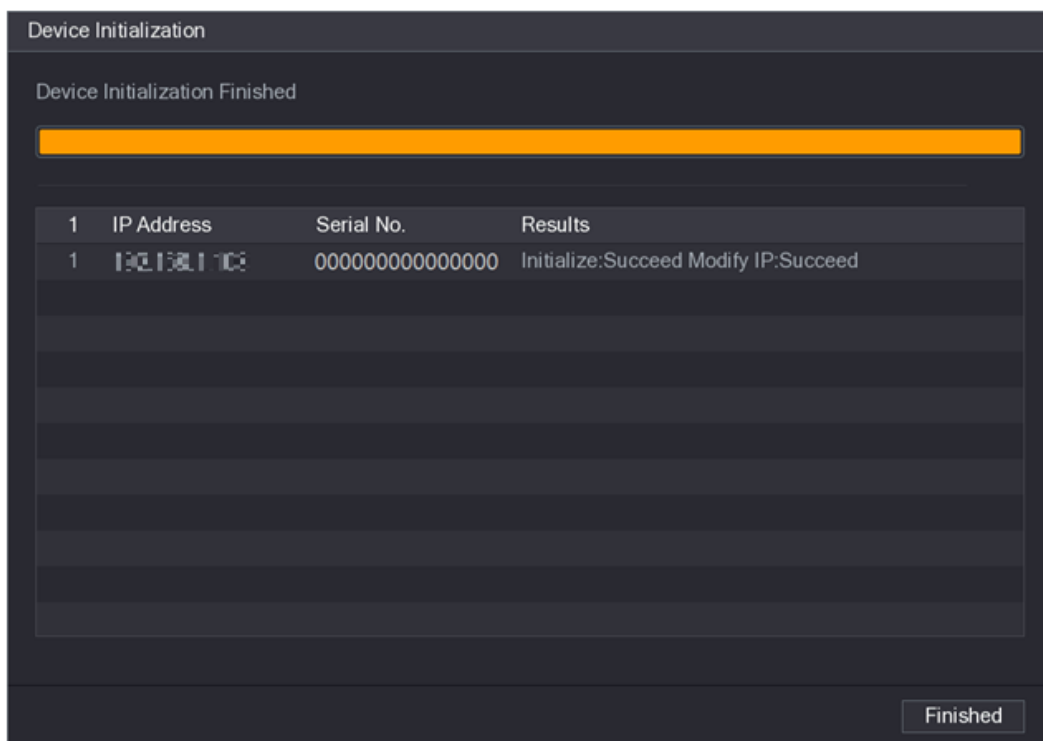 Device Initialization
Device Initialization Finished
1 IP Address Serial No. Results
1 000000000000000 Initialize:Succeed Modify IP:Succeed
Finished